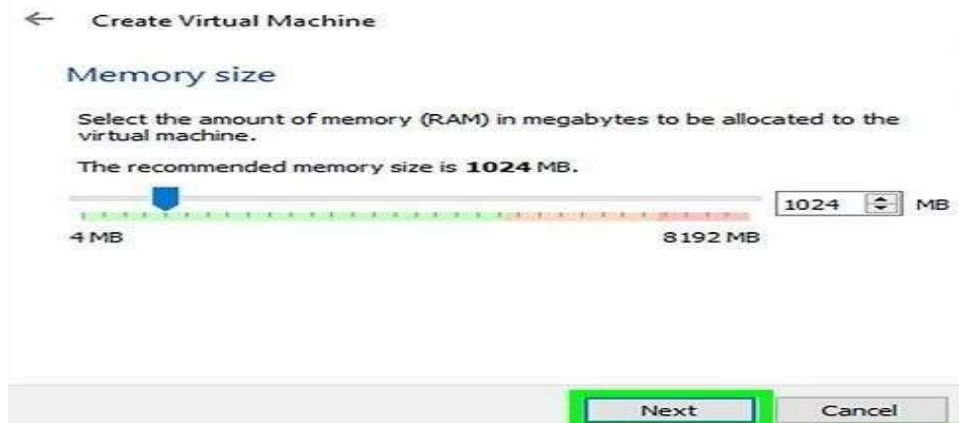 Create Virtual Machine
Memory size
Select the amount of memory (RAM) in megabytes to be allocated to the
virtual machine.
The recommended memory size is 1024 MB.
1024 MB
4 MB 8192 MB
Next Cancel